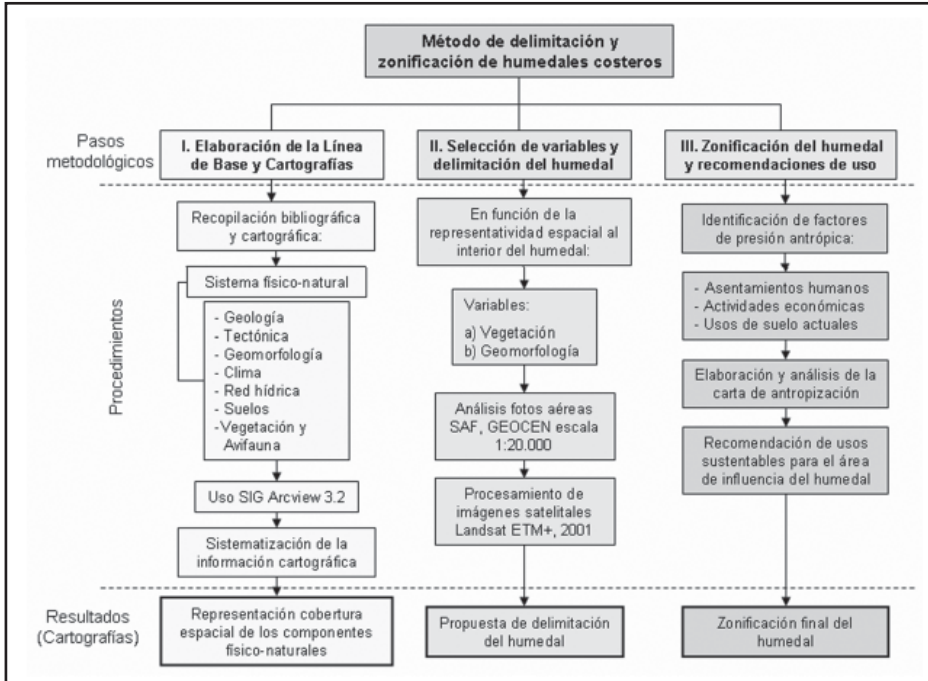 Método de delimitación y
zonificación de humedales costeros
Pasos
metodológicos
I. Elaboración de la Línea
de Base y Cartografías
II. Selección de variables y
delimitación del humedal
III. Zonificación del humedal
y recomendaciones de uso
Procedimientos
Recopilación bibliográfica
y cartográfica:
Sistema físico-natural
- Geología
- Tectónica
- Geomorfología
- Clima
- Red hídrica
- Suelos
-Vegetación y
Avifauna
Uso SIG Arcview 3.2
Sistematización de la
información cartográfica
En función de la
representatividad espacial al
interior del humedal:
Variables:
a) Vegetación
b) Geomorfología
Análisis fotos aéreas
SAF, GEOCEN escala
1:20.000
Procesamiento de
imágenes satelitales
Landsat ETM+, 2001
Identificación de factores
de presión antrópica:
- Asentamientos humanos
- Actividades económicas
- Usos de suelo actuales
Elaboración y análisis de la
carta de antropización
Recomendación de usos
sustentables para el área
de influencia del humedal
Resultados
(Cartografías)
Representación cobertura
espacial de los componentes
físico-naturales
Propuesta de delimitación
del humedal
Zonificación final del
humedal